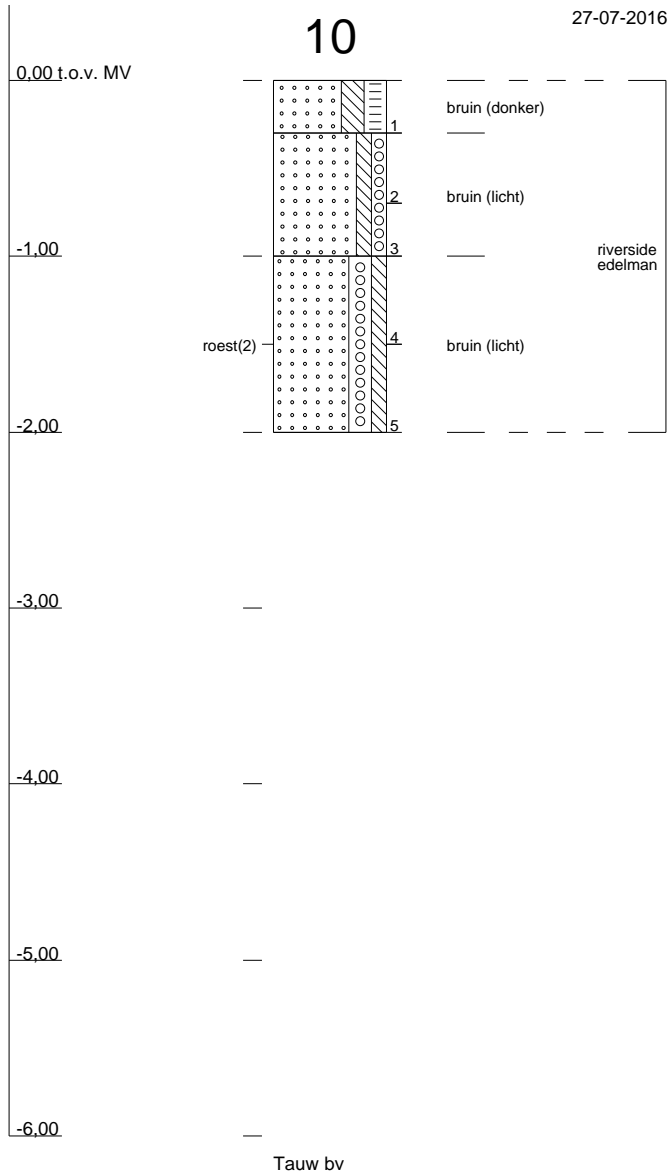 27-07-2016
10
0,00 t.o.v. MV
bruin (donker)
1
2
bruin (licht)
-1,00
3
riverside
edelman
roest(2)
4
bruin (licht)
-2,00
5
-3,00
-4,00
-5,00
-6,00
Tauw bv